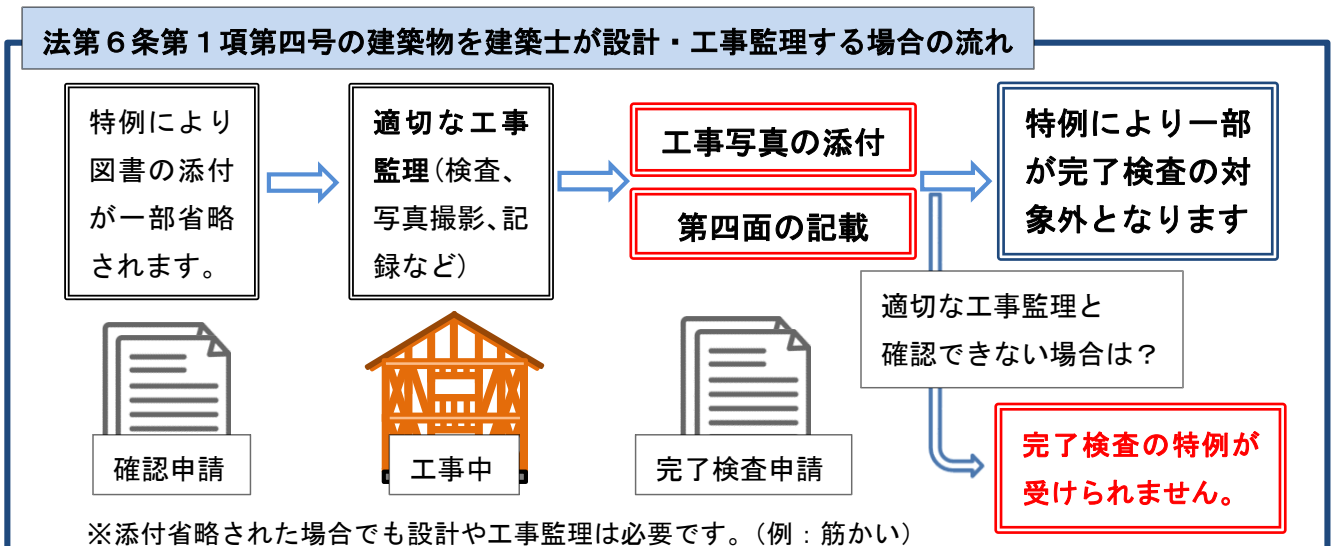 法第６条第１項第四号の建築物を建築士が設計・工事監理する場合の流れ
特例により
図書の添付
が一部省略
されます。
適切な工事
監理（検査、
写真撮影、記
録など）
工事写真の添付
第四面の記載
特例により一部
が完了検査の対
象外となります
適切な工事監理と
確認できない場合は？
完了検査の特例が
受けられません。
確認申請
工事中
完了検査申請
※添付省略された場合でも設計や工事監理は必要です。（例：筋かい）